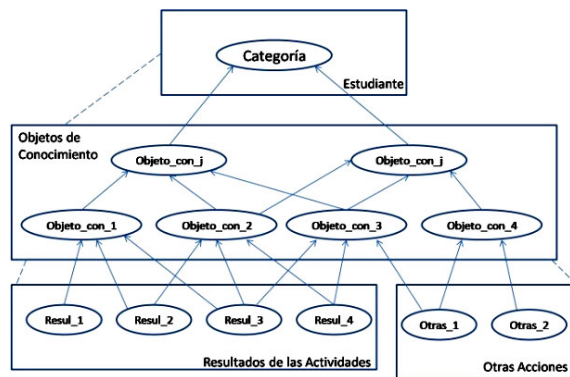 Categoría
Estudiante
Objetos de
Conocimiento
Objeto_con_j
Objeto_con_j
Objeto_con_1
Objeto_con_2
Objeto_con_3
Objeto_con_4
Resul_1
Resul_2
Resul_3
Resul_4
Otras_1
Otras_2
Resultados de las Actividades
Otras Acciones